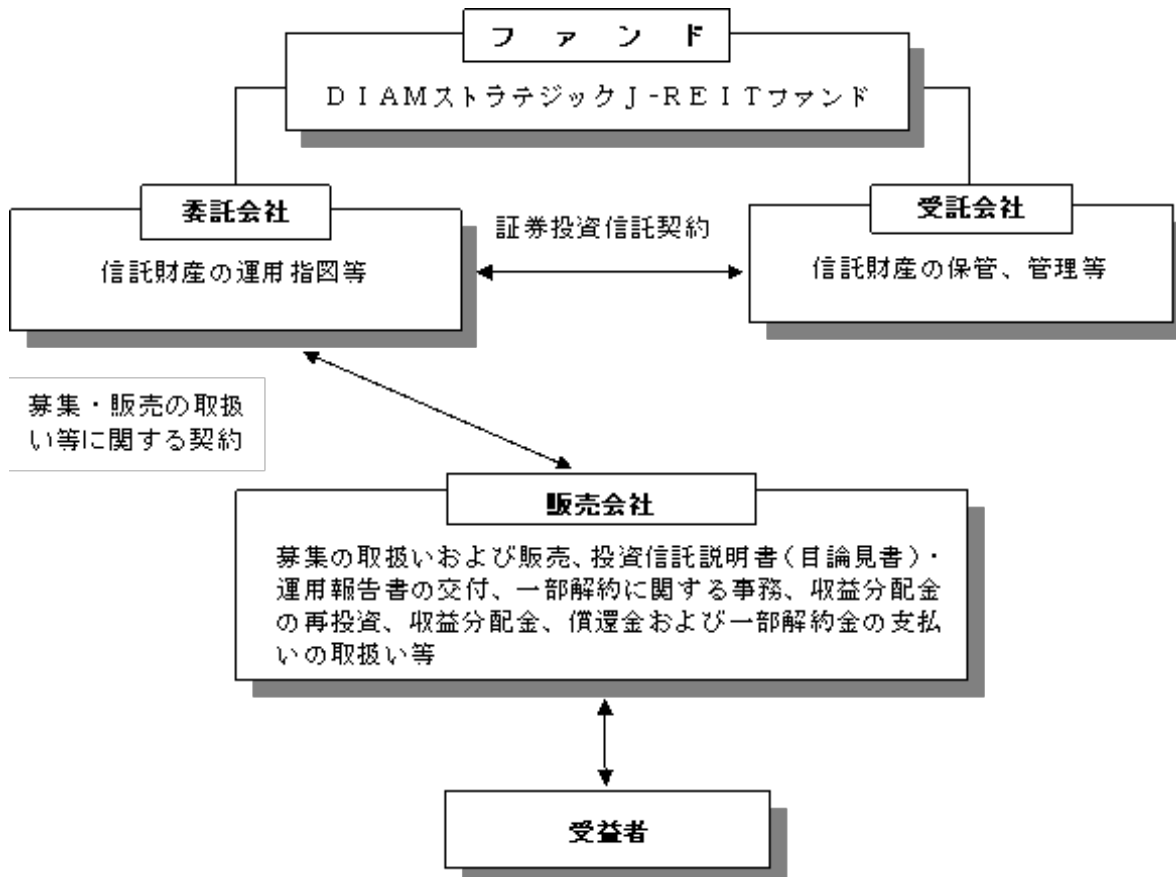 ファンド
DIAMストラテジックJ-REITファンド
委託会社
信託財産の運用指図等
証券投資信託契約
受託会社
信託財産の保管、管理等
募集・販売の取扱
い等に関する契約
販売会社
募集の取扱いおよび販売、投資信託説明書(目論見書)・
運用報告書の交付、一部解約に関する事務、収益分配金
の再投資、収益分配金、償還金および一部解約金の支払
いの取扱い等
受益者